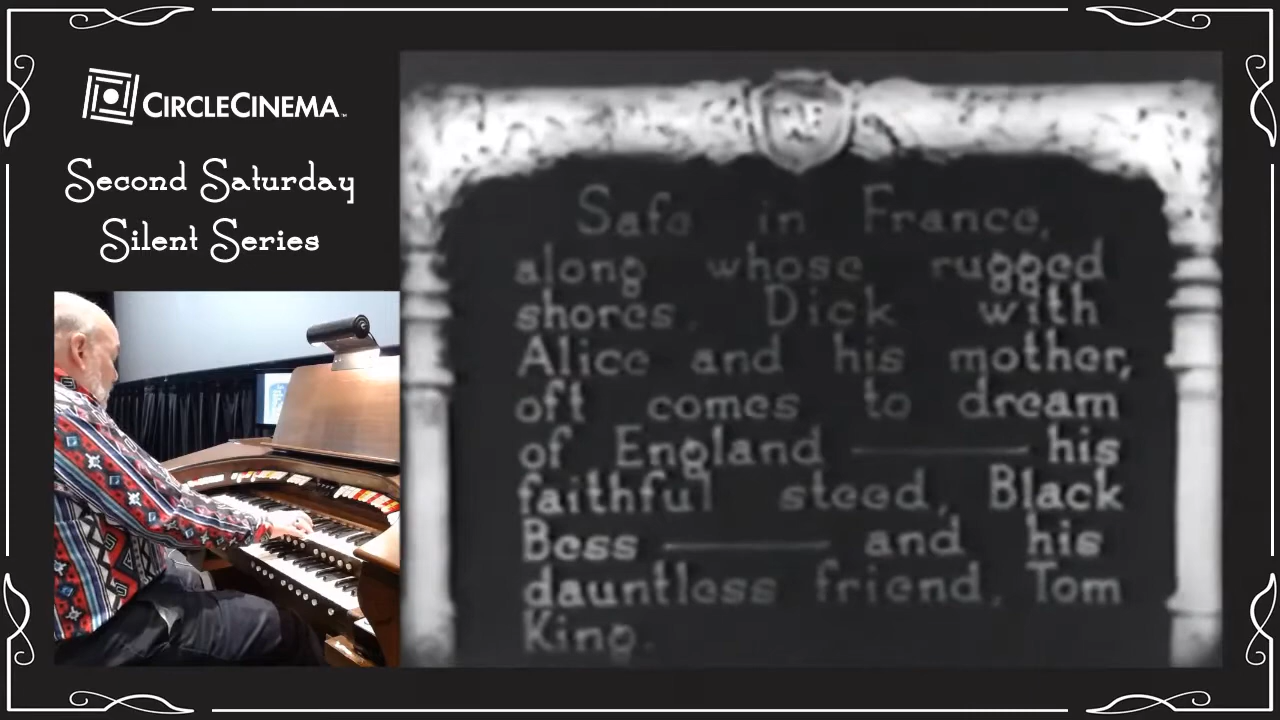 CIRCLECINEMA
Second Saturday
Silent Series
Safe in France,
along whose rugged
shores, Dick with
Alice and his mother,
oft comes to dream
of England —— his
faithful steed, Black
Bess —— and his
dauntless friend, Tom
King.